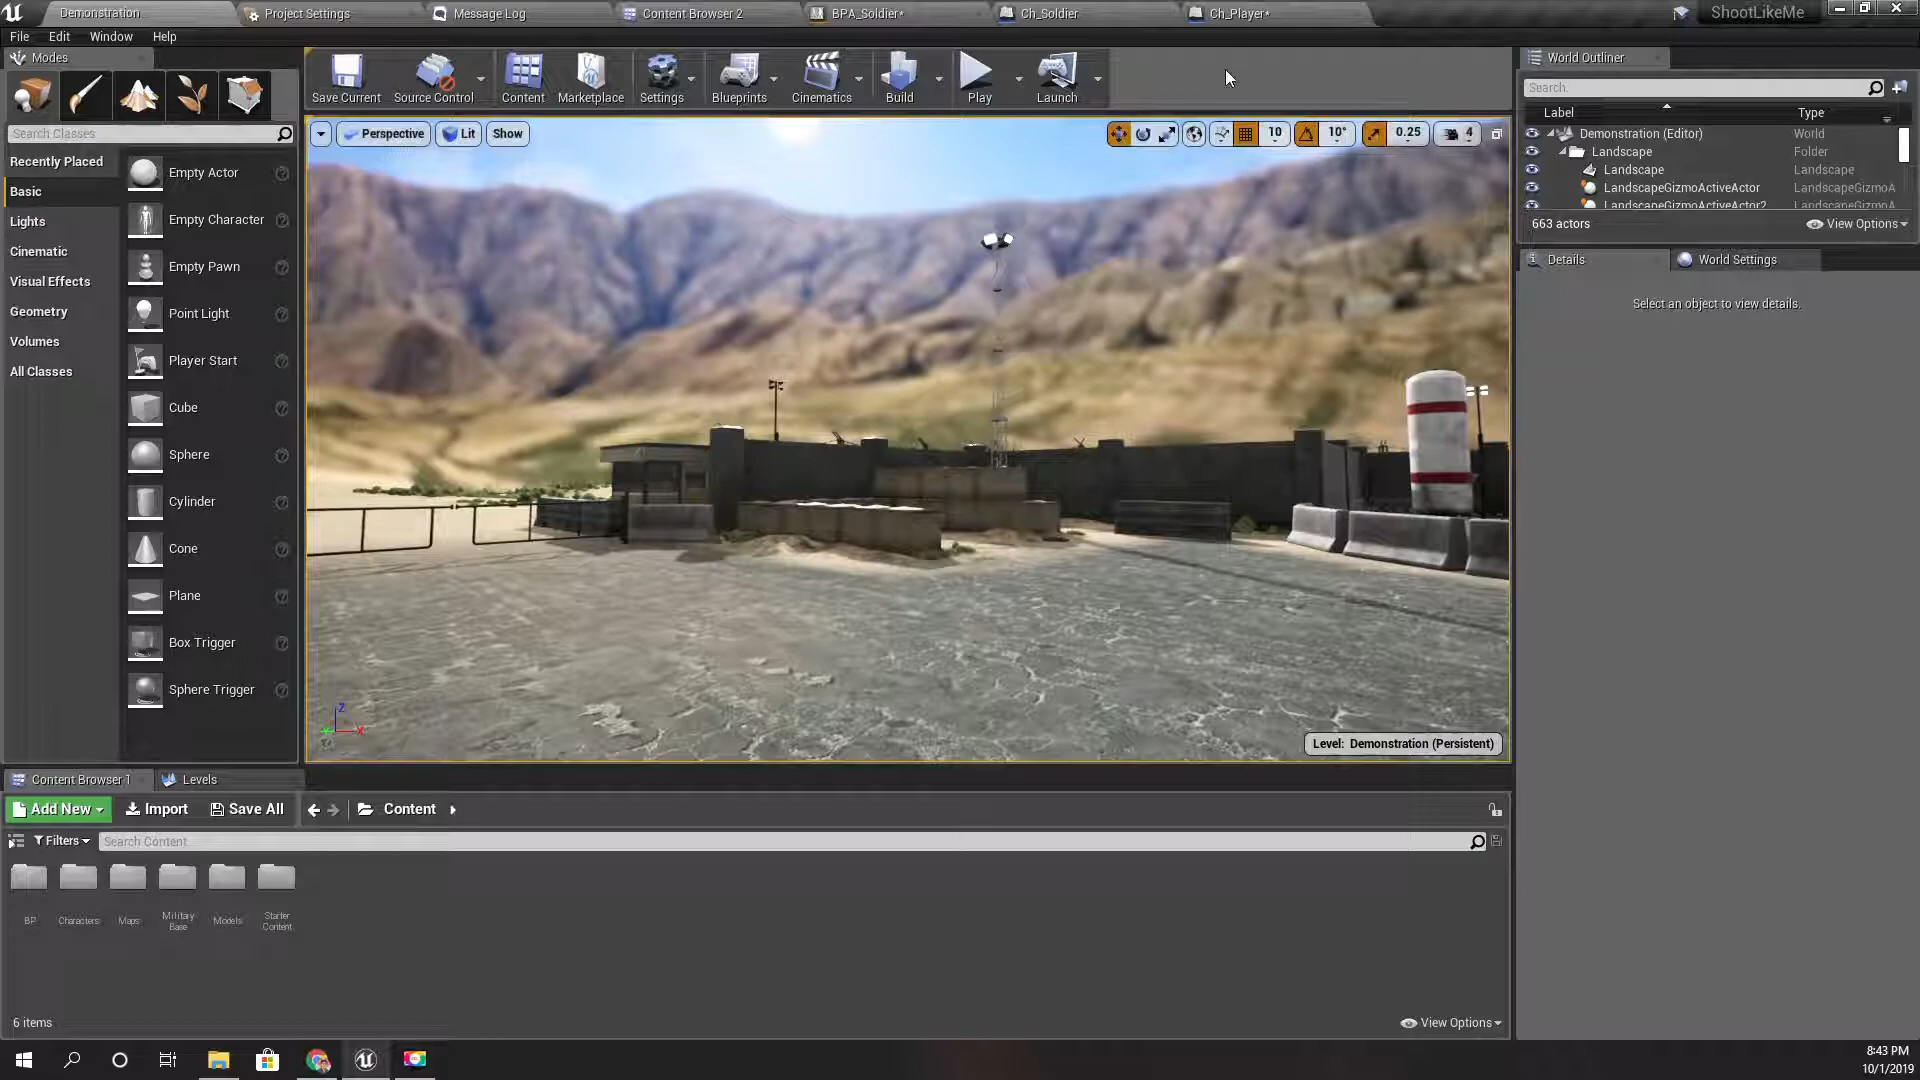 Demonstration
Project Settings
Message Log
Content Browser 2
BPA_Soldier*
Ch_Soldier
Ch_Player*
ShootLikeMe
File Edit Window Help
Modes
Save Current
Source Control
Content
Marketplace
Settings
Blueprints
Cinematics
Build
Play
Launch
World Outliner
Search...
Label Type
Demonstration (Editor) World
Landscape Folder
Landscape Landscape
LandscapeGizmoActiveActor LandscapeGizmoA
LandscapeGizmoActiveActor2 LandscapeGizmoA
663 actors
View Options
Details
World Settings
Select an object to view details.
Search Classes
Recently Placed
Basic
Lights
Cinematic
Visual Effects
Geometry
Volumes
All Classes
Empty Actor
Empty Character
Empty Pawn
Point Light
Player Start
Cube
Sphere
Cylinder
Cone
Plane
Box Trigger
Sphere Trigger
Perspective
Lit
Show
10
10°
0.25
4
Z
X
Level: Demonstration (Persistent)
Content Browser 1
Levels
Add New
Import
Save All
Content
Filters
Search Content
BP
Characters
Maps
Military
Base
Models
Starter
Content
6 items
View Options
8:43 PM
10/1/2019